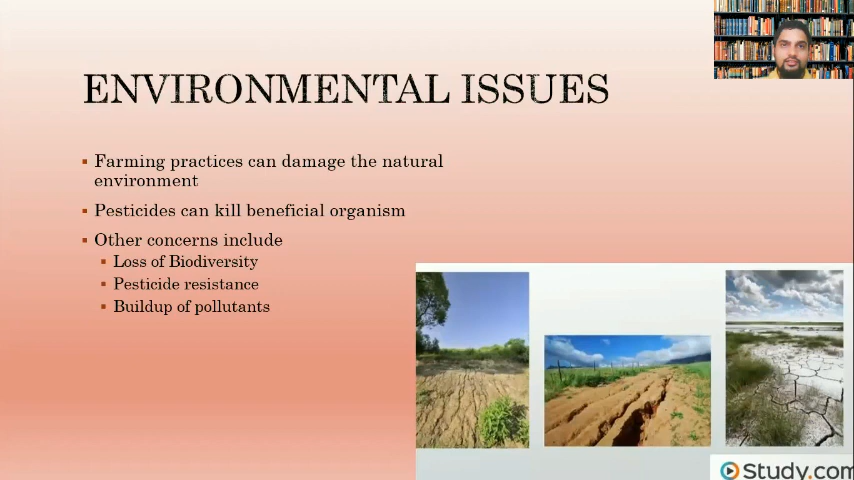 ENVIRONMENTAL ISSUES
Farming practices can damage the natural
environment
Pesticides can kill beneficial organism
Other concerns include
Loss of Biodiversity
Pesticide resistance
Buildup of pollutants
Study.com